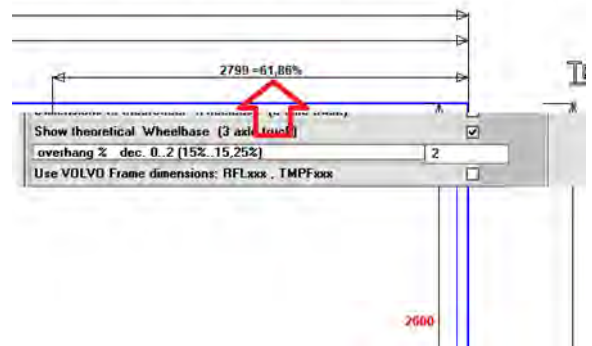 2799 =61,86%
Show theoretical Wheelbase (3 axle truck)
overhang % dec. 0..2 (15%..15,25%) 2
Use VOLVO Frame dimensions: RFLxxx , TMPFxxx
2600